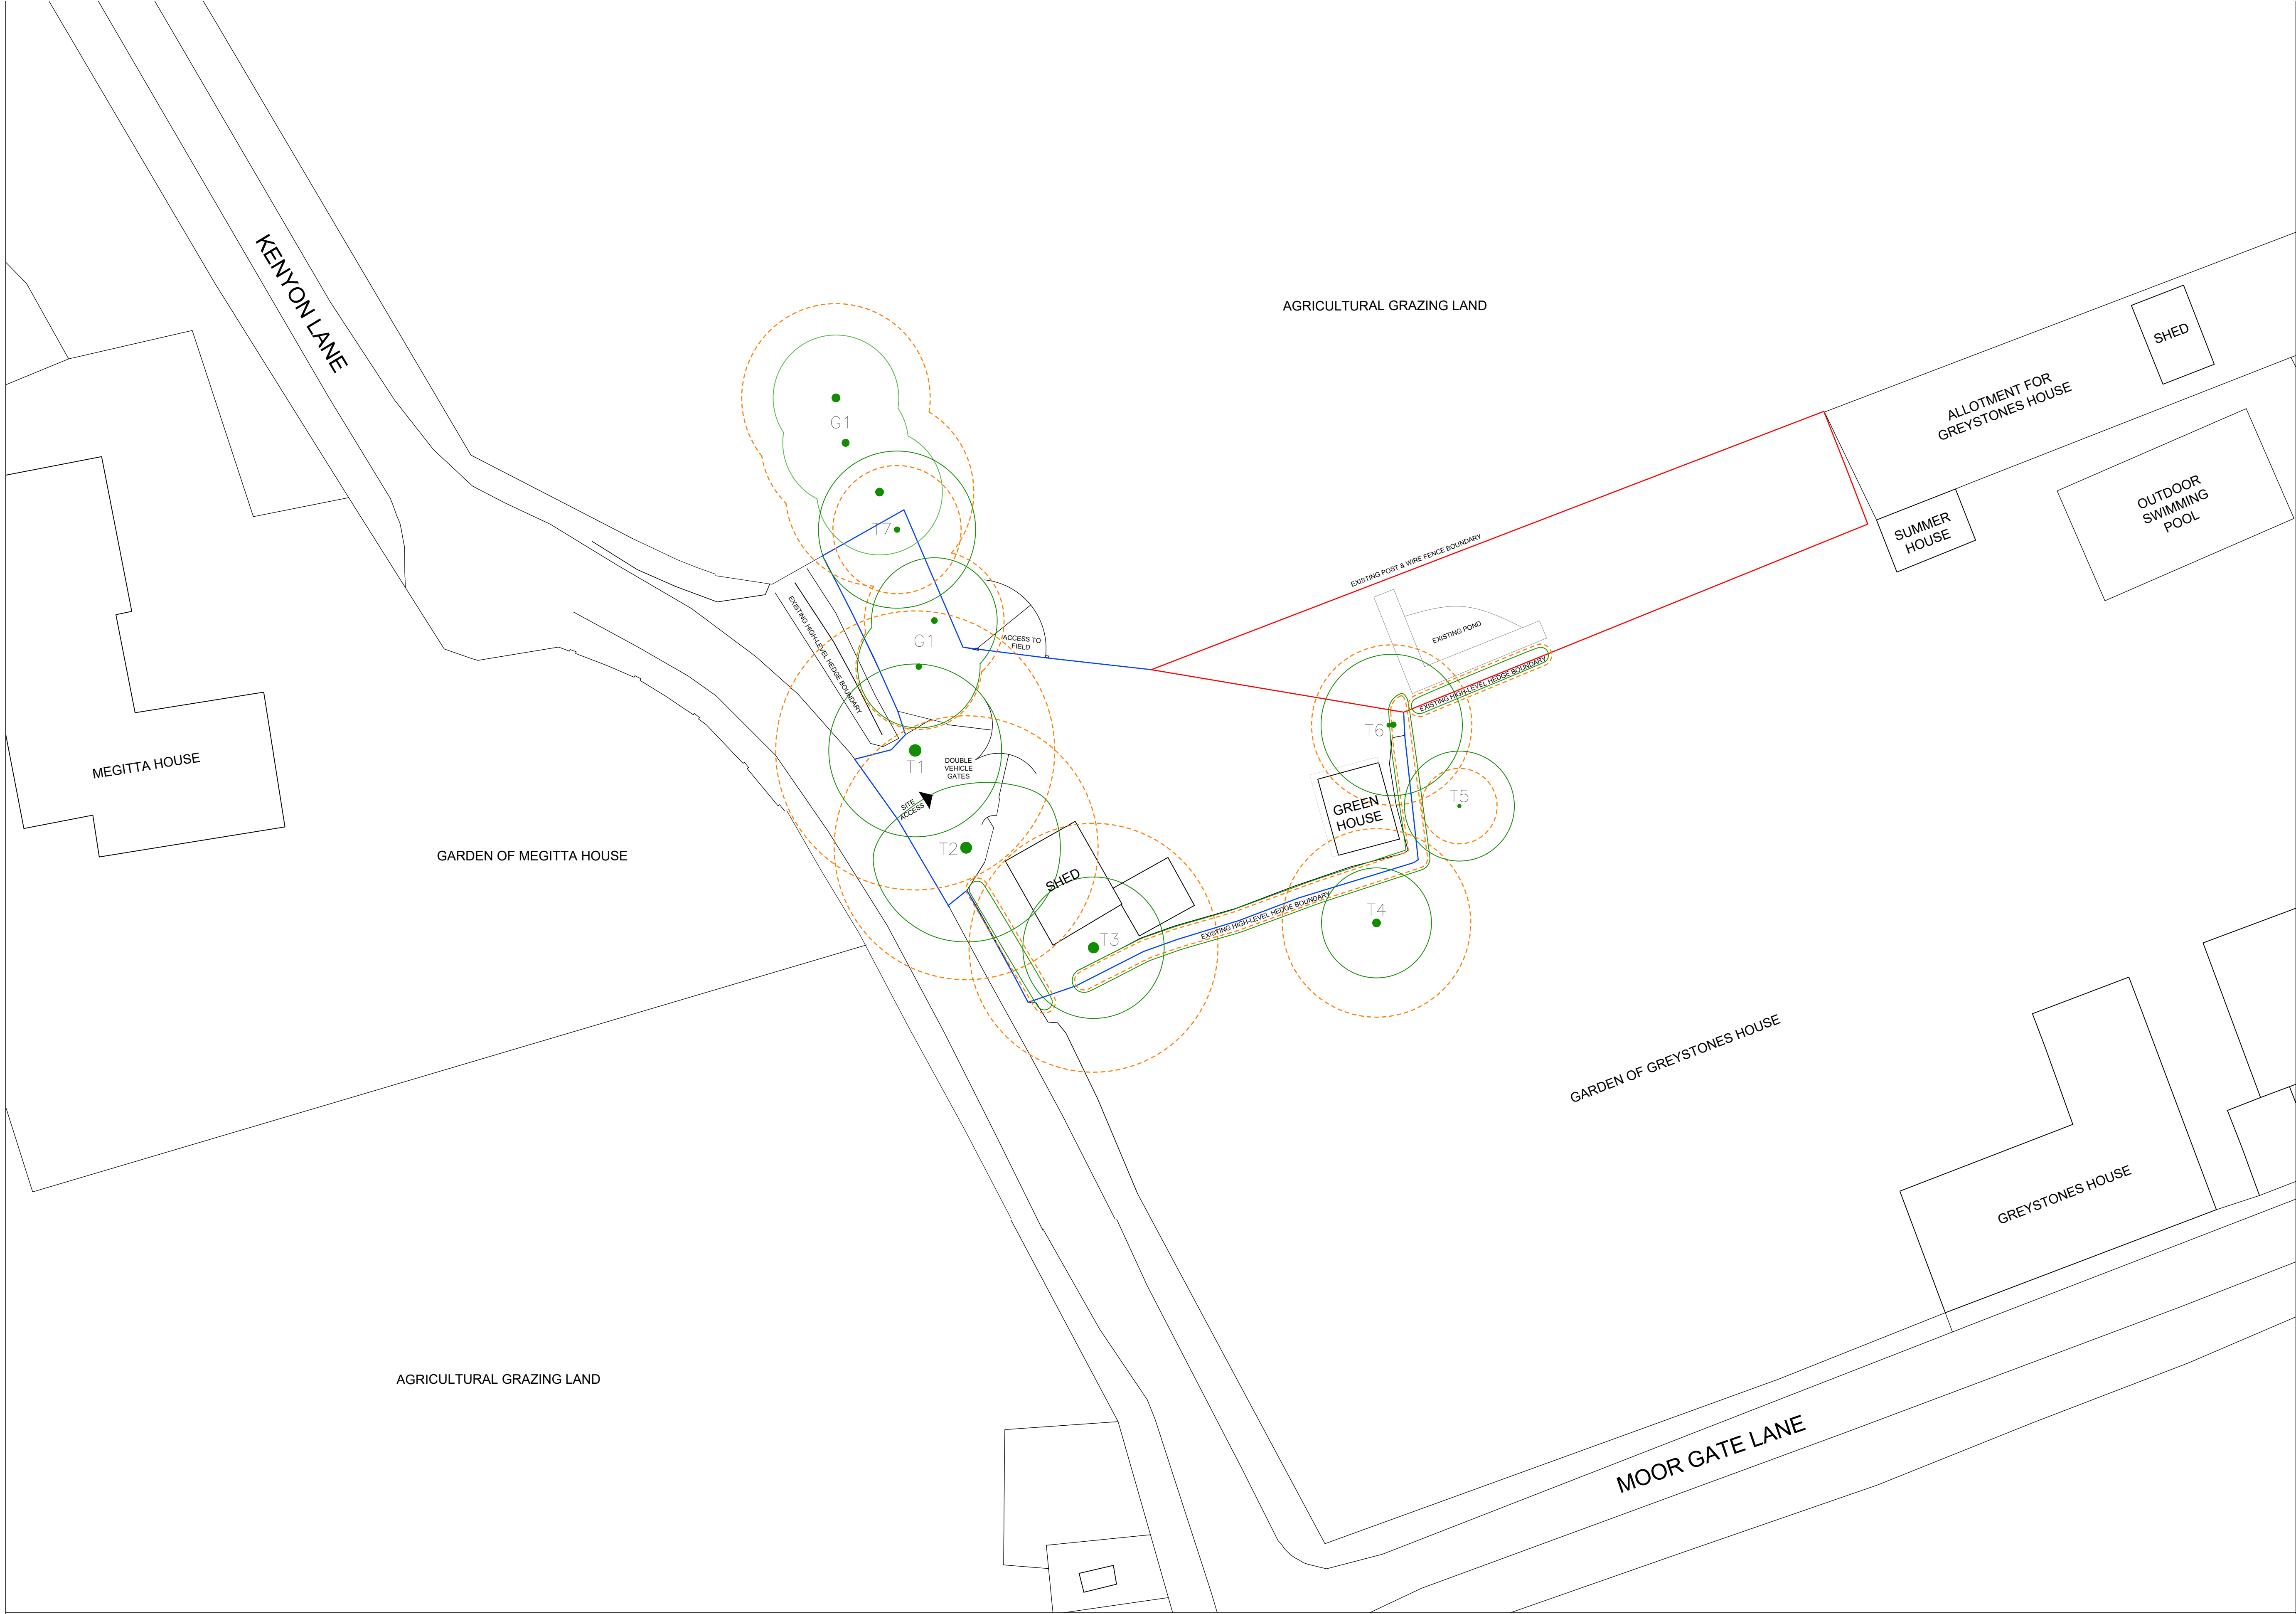 KENYON LANE
AGRICULTURAL GRAZING LAND
SHED
ALLOTMENT FOR
GREYSTONES HOUSE
OUTDOOR
SWIMMING
POOL
SUMMER
HOUSE
G1
T7
EXISTING POST & WIRE FENCE BOUNDARY
EXISTING HIGH-LEVEL HEDGE BOUNDARY
G1
ACCESS TO
FIELD
EXISTING POND
EXISTING HIGH-LEVEL HEDGE BOUNDARY
T6
MEGITTA HOUSE
T1
DOUBLE
VEHICLE
GATES
SITE
ACCESS
T5
GREEN
HOUSE
GARDEN OF MEGITTA HOUSE
T2
SHED
T4
EXISTING HIGH-LEVEL HEDGE BOUNDARY
T3
GARDEN OF GREYSTONES HOUSE
GREYSTONES HOUSE
AGRICULTURAL GRAZING LAND
MOOR GATE LANE